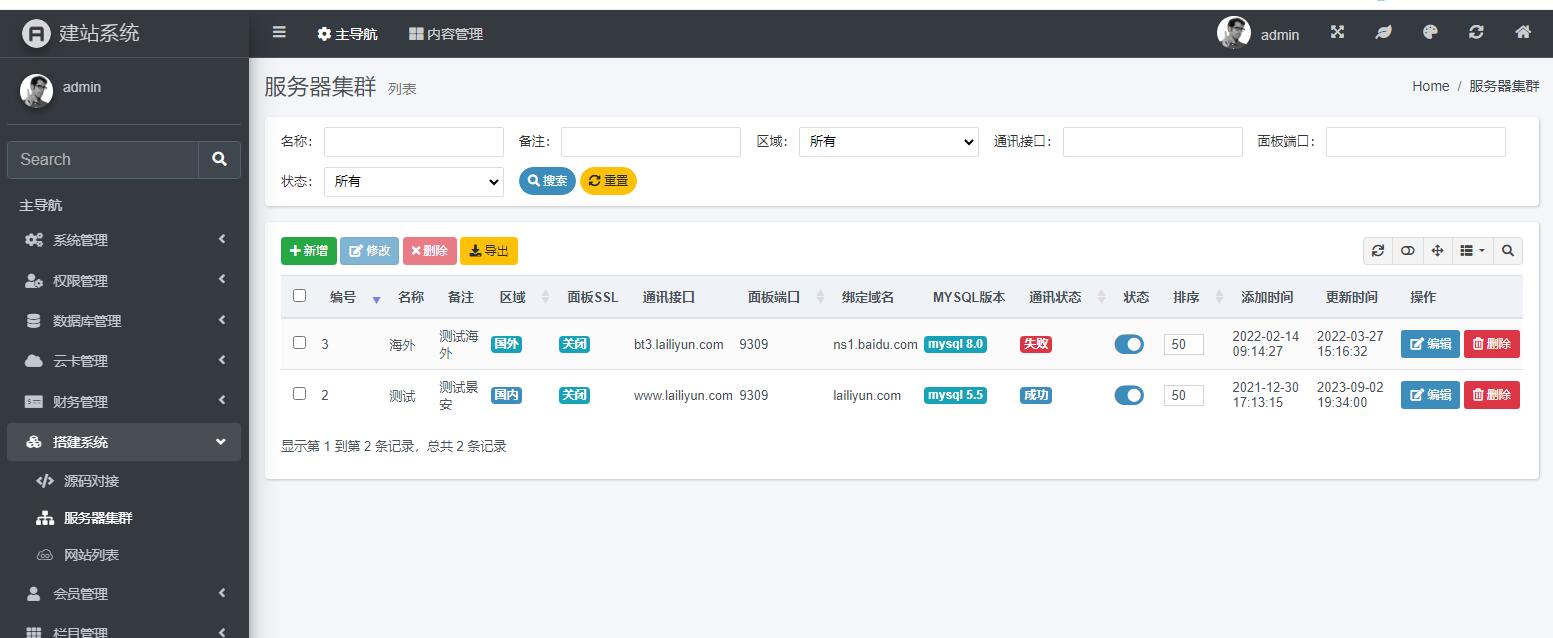 建站系统
主导航
内容管理
admin
admin
Search
主导航
系统管理
权限管理
数据库管理
云卡管理
财务管理
搭建系统
源码对接
服务器集群
网站列表
会员管理
栏目管理
服务器集群 列表
Home / 服务器集群
名称: 备注: 区域: 所有 通讯接口: 面板端口:
状态: 所有 搜索 重置
新增 修改 删除 导出
编号 名称 备注 区域 面板SSL 通讯接口 面板端口 绑定域名 MYSQL版本 通讯状态 状态 排序 添加时间 更新时间 操作
3 海外 测试海外 国外 关闭 bt3.lailiyun.com 9309 ns1.baidu.com mysql 8.0 失败 50 2022-02-14 09:14:27 2022-03-27 15:16:32 编辑 删除
2 测试 测试景安 国内 关闭 www.lailiyun.com 9309 lailiyun.com mysql 5.5 成功 50 2021-12-30 17:13:15 2023-09-02 19:34:00 编辑 删除
显示第 1 到第 2 条记录，总共 2 条记录